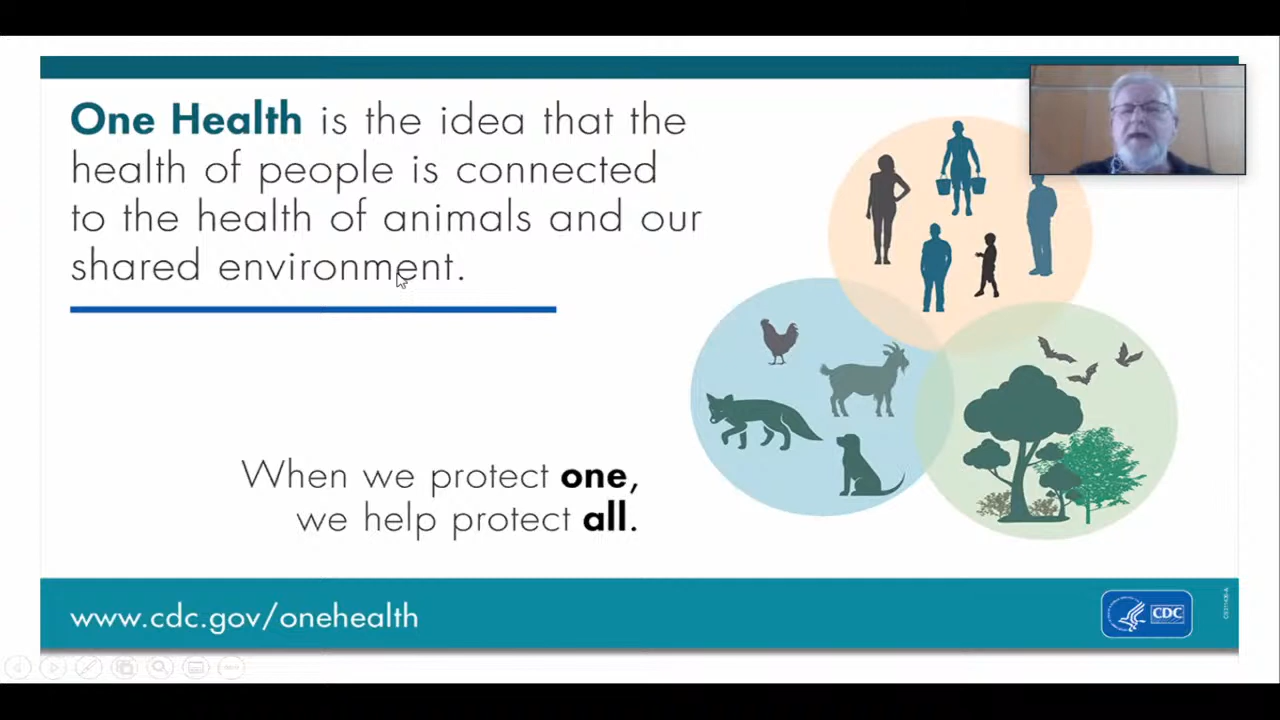 One Health is the idea that the
health of people is connected
to the health of animals and our
shared environment.
When we protect one,
we help protect all.
www.cdc.gov/onehealth
CDC